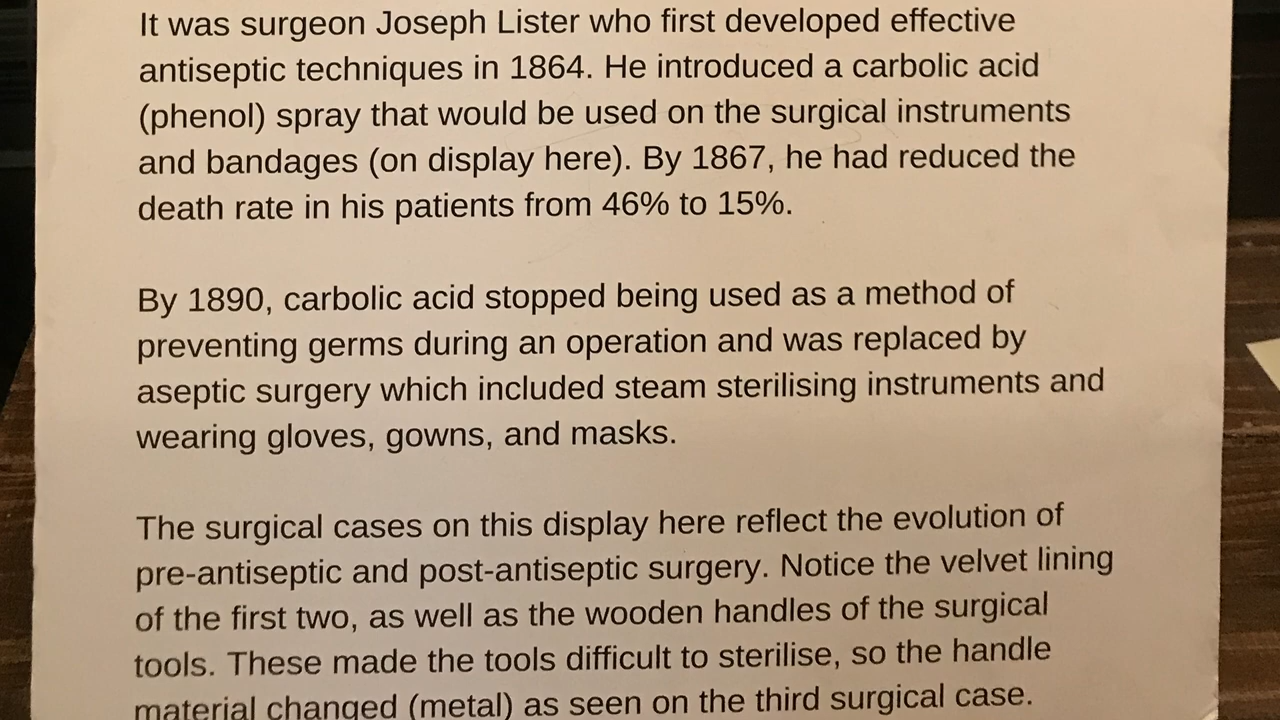 It was surgeon Joseph Lister who first developed effective
antiseptic techniques in 1864. He introduced a carbolic acid
(phenol) spray that would be used on the surgical instruments
and bandages (on display here). By 1867, he had reduced the
death rate in his patients from 46% to 15%.
By 1890, carbolic acid stopped being used as a method of
preventing germs during an operation and was replaced by
aseptic surgery which included steam sterilising instruments and
wearing gloves, gowns, and masks.
The surgical cases on this display here reflect the evolution of
pre-antiseptic and post-antiseptic surgery. Notice the velvet lining
of the first two, as well as the wooden handles of the surgical
tools. These made the tools difficult to sterilise, so the handle
material changed (metal) as seen on the third surgical case.